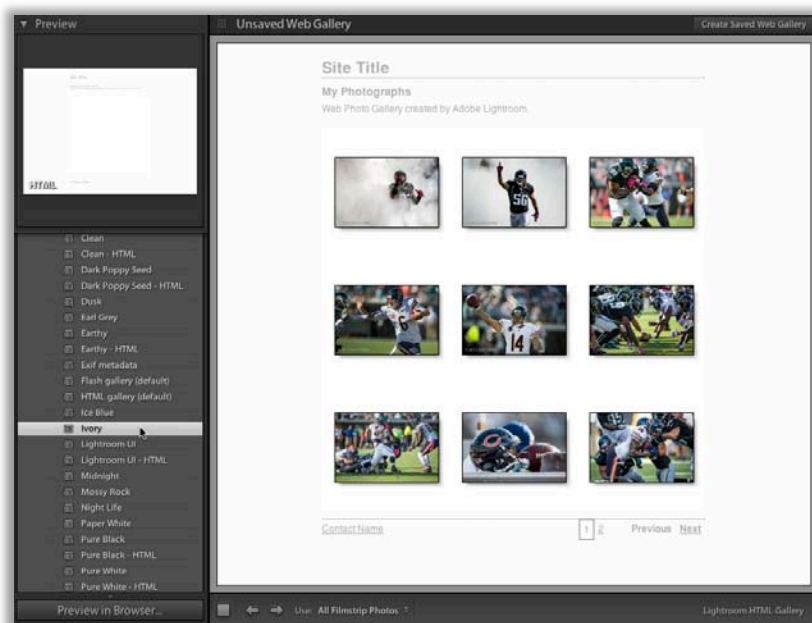 Preview
Unsaved Web Gallery
Create Saved Web Gallery
HTML
Clean
Clean - HTML
Dark Poppy Seed
Dark Poppy Seed - HTML
Dusk
Earl Grey
Earthy
Earthy - HTML
Exif metadata
Flash gallery (default)
HTML gallery (default)
Ice Blue
Ivory
Lightroom UI
Lightroom UI - HTML
Midnight
Mossy Rock
Night Life
Paper White
Pure Black
Pure Black - HTML
Pure White
Pure White - HTML
Preview in Browser...
Site Title
My Photographs
Web Photo Gallery created by Adobe Lightroom.
56
6
14
Contact Name
1 2 Previous Next
Use: All Filmstrip Photos
Lightroom HTML Gallery